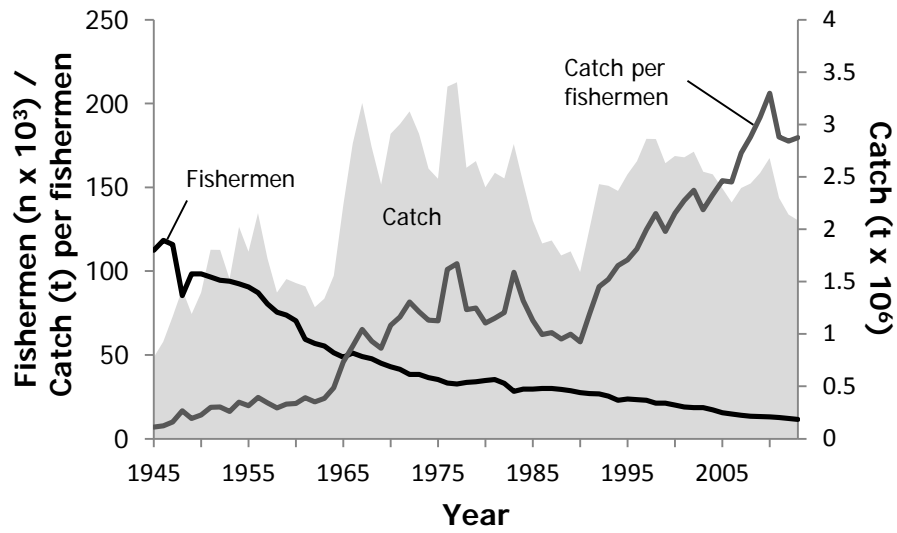 Fishermen (n x 10³) /
Catch (t) per fishermen
250
200
150
100
50
0
Fishermen
Catch
Catch per
fishermen
4
3.5
3
2.5
2
1.5
1
0.5
0
Catch (t x 10⁶)
1945 1955 1965 1975 1985 1995 2005
Year